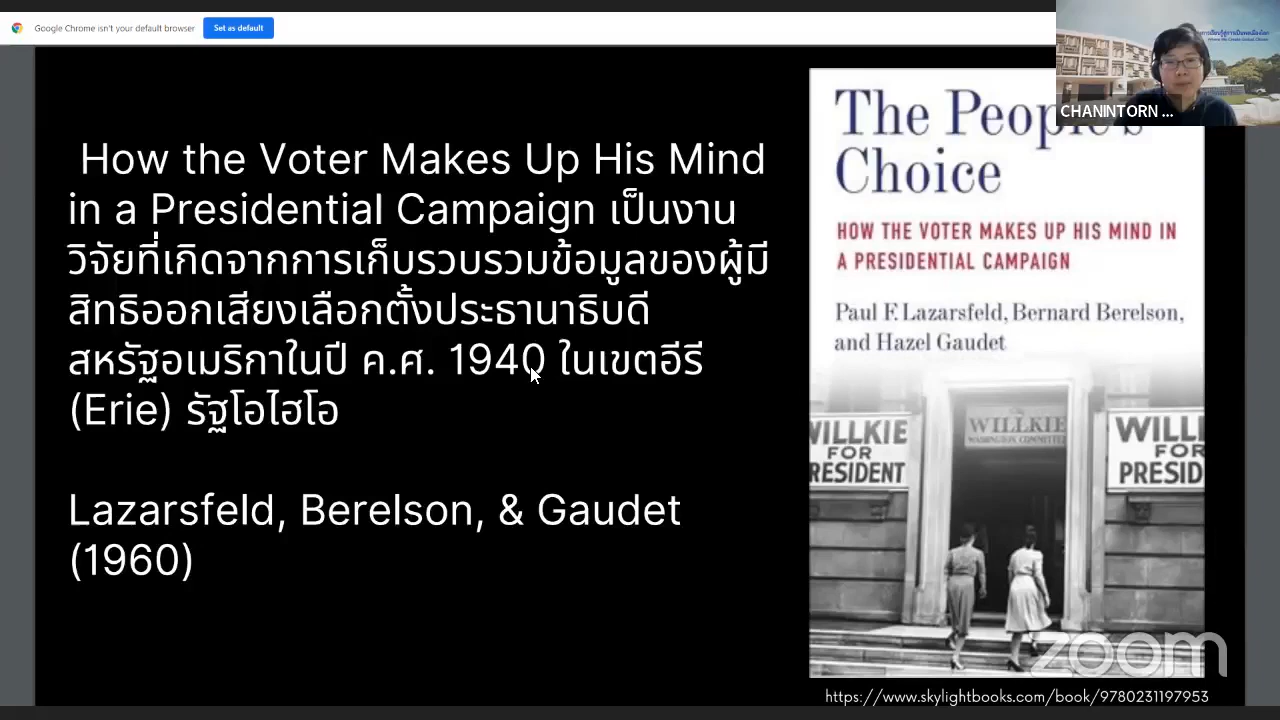 Google Chrome isn't your default browser
Set as default
How the Voter Makes Up His Mind
in a Presidential Campaign เป็นงาน
วิจัยที่เกิดจากการเก็บรวบรวมข้อมูลของผู้มี
สิทธิออกเสียงเลือกตั้งประธานาธิบดี
สหรัฐอเมริกาในปี ค.ศ. 1940 ในเขตอีรี
(Erie) รัฐโอไฮโอ
Lazarsfeld, Berelson, & Gaudet
(1960)
The People's
Choice
HOW THE VOTER MAKES UP HIS MIND IN
A PRESIDENTIAL CAMPAIGN
Paul F. Lazarsfeld, Bernard Berelson,
and Hazel Gaudet
WILLKIE
WASHINGTON COMMITTEE
WILLKIE
FOR
RESIDENT
WILL
FOR
PRESID
CHANINTORN ...
zoom
https://www.skylightbooks.com/book/9780231197953